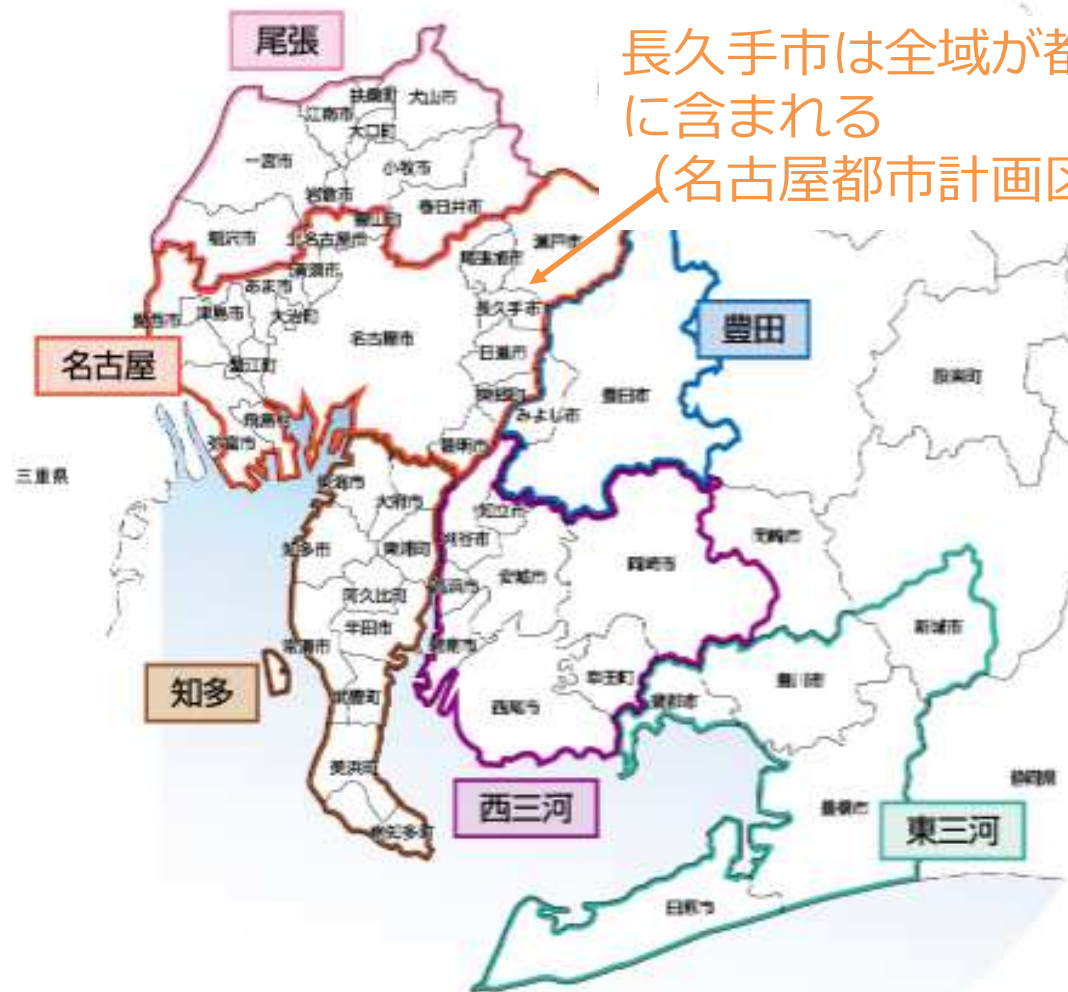 尾張
長久手市は全域が都
に含まれる
（名古屋都市計画区
扶桑町
犬山市
江南市
大口町
一宮市
小牧市
岩倉市
春日井市
豊山町
稲沢市
北名古屋市
瀬戸市
尾張旭市
清須市
あま市
長久手市
愛西市
津島市
大治町
名古屋市
豊田
名古屋
日進市
蟹江町
設楽町
東郷町
豊田市
みよし市
飛島村
弥富市
豊明市
三重県
東海市
大府市
知立市
岡崎市
知多市
東浦町
刈谷市
安城市
岡崎市
高浜市
阿久比町
半田市
新城市
常滑市
碧南市
知多
幸田町
豊川市
武豊町
西尾市
蒲郡市
美浜町
静岡県
西三河
豊橋市
東三河
南知多町
田原市